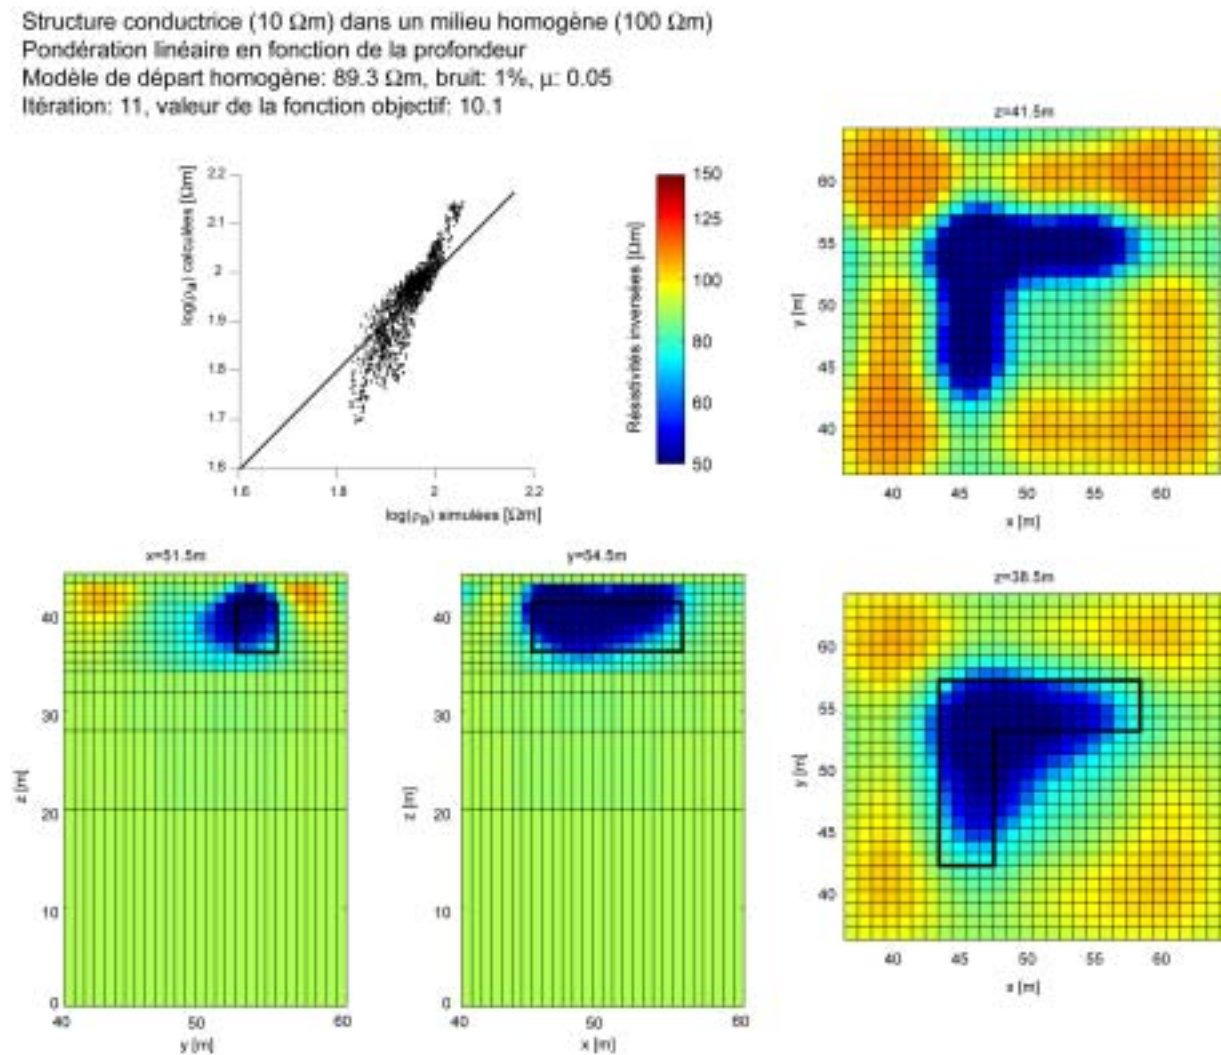 Structure conductrice (10 Ωm) dans un milieu homogène (100 Ωm)
Pondération linéaire en fonction de la profondeur
Modèle de départ homogène: 89.3 Ωm, bruit: 1%, μ: 0.05
Itération: 11, valeur de la fonction objectif: 10.1
log(ρa) calculées [Ωm]
2.2
2.1
2
1.9
1.8
1.7
1.6
1.6 1.8 2 2.2
log(ρa) simulées [Ωm]
Résistivités inversées [Ωm]
150
125
100
80
60
50
z=41.5m
y [m]
60
55
50
45
40
40 45 50 55 60
x [m]
x=51.5m
z [m]
40
30
20
10
0
40 50 60
y [m]
y=54.5m
z [m]
40
30
20
10
0
40 50 60
x [m]
z=38.5m
y [m]
60
55
50
45
40
40 45 50 55 60
x [m]